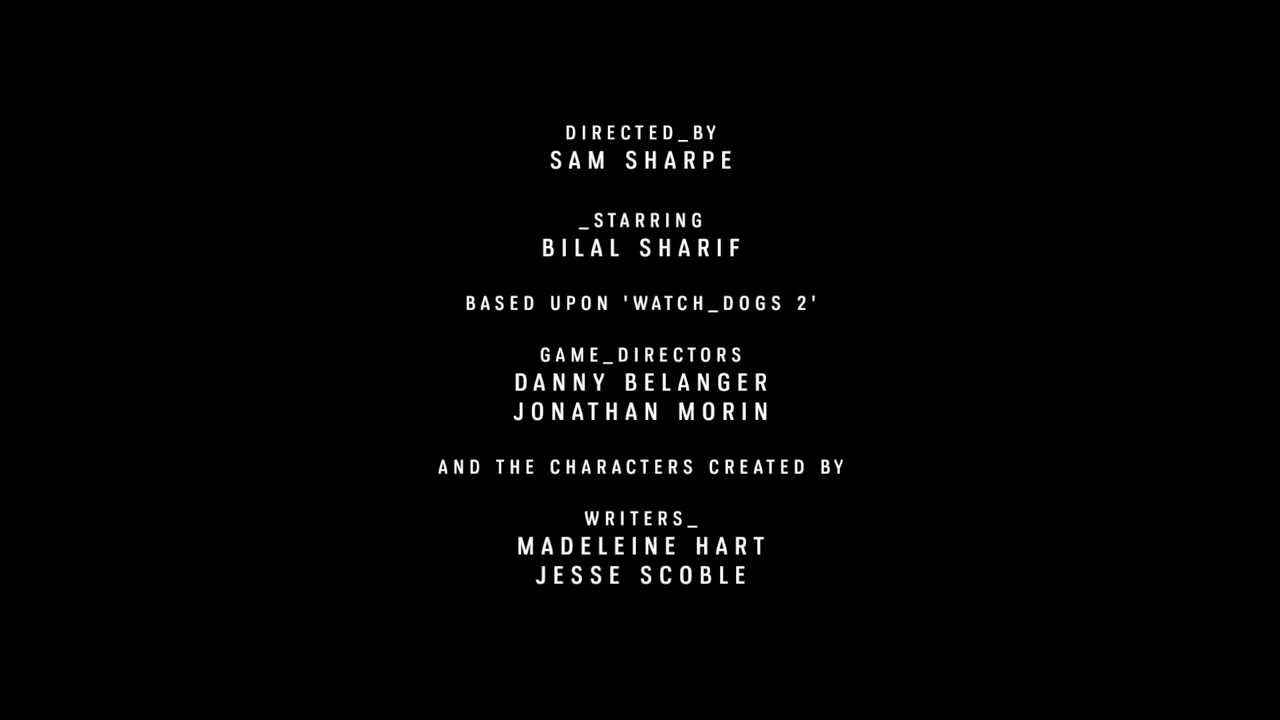 DIRECTED_BY
SAM SHARPE
_STARRING
BILAL SHARIF
BASED UPON 'WATCH_DOGS 2'
GAME_DIRECTORS
DANNY BELANGER
JONATHAN MORIN
AND THE CHARACTERS CREATED BY
WRITERS_
MADELEINE HART
JESSE SCOBLE